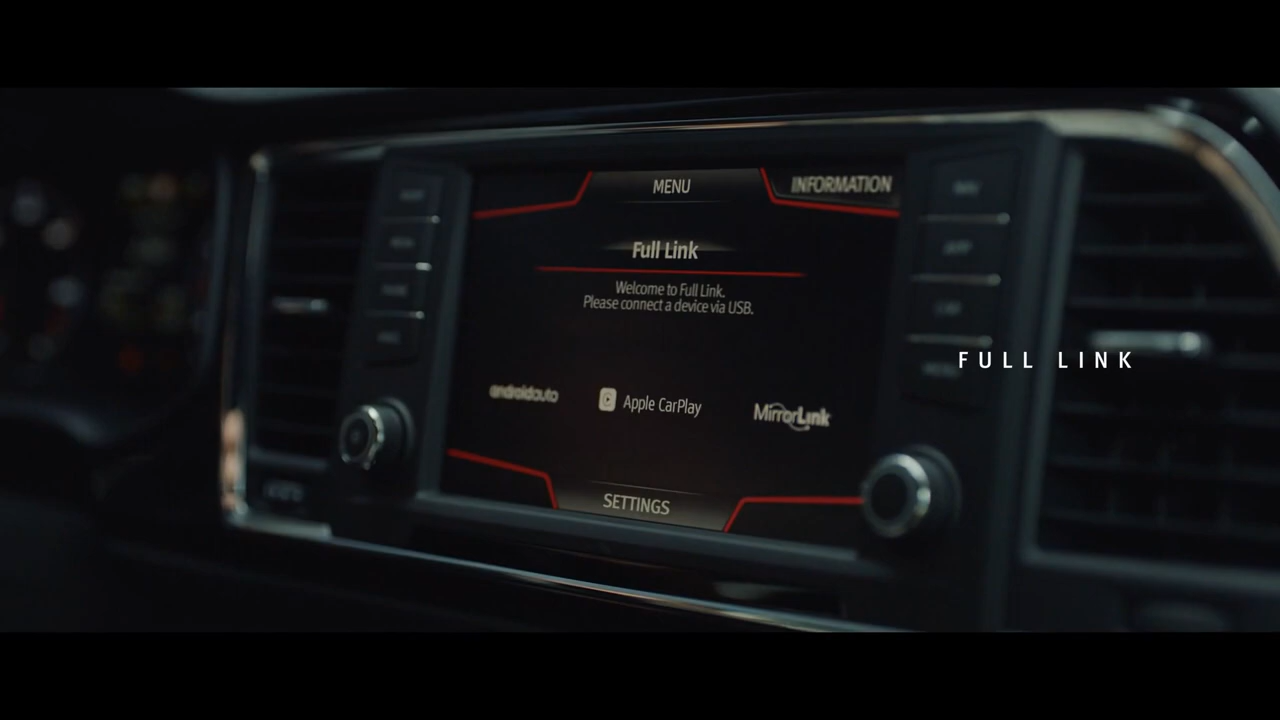 MENU
INFORMATION
Full Link
Welcome to Full Link.
Please connect a device via USB.
FULL LINK
androidauto
Apple CarPlay
MirrorLink
SETTINGS